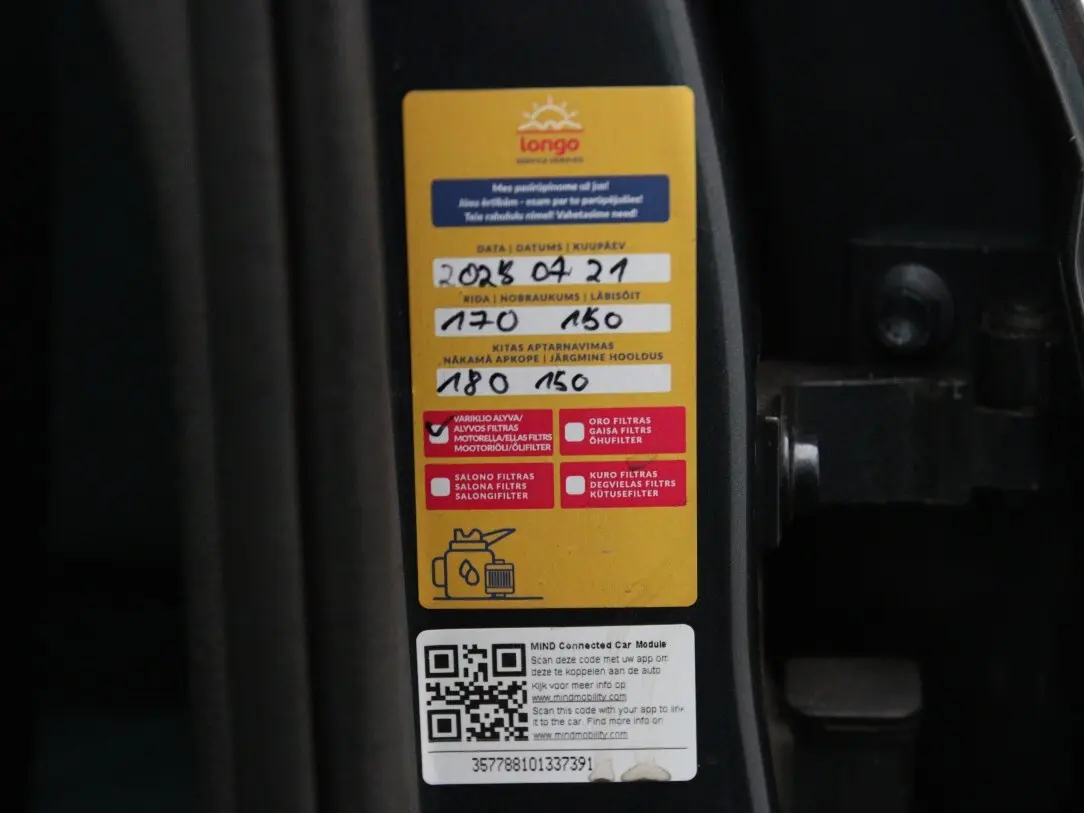 longo
Mes pasirūpinome už jus!
Jūsu ērtībām - esam par to parūpējušies!
Teie rahulolu nimel! Vahetasime need!
DATA | DATUMS | KUUPÄEV
04 21
RIDA | NOBRAUKUMS | LÄBISÕIT
170 150
KITAS APTARNAVIMAS
NĀKAMĀ APKOPE | JÄRGMINE HOOLDUS
180 150
VARIKLIO ALYVA/
ALYVOS FILTRAS
MOTORELLA/ELLAS FILTRS
MOOTORIÕLI/ÕLIFILTER
ORO FILTRAS
GAISA FILTRS
ÕHUFILTER
SALONO FILTRAS
SALONA FILTRS
SALONGIFILTER
KURO FILTRAS
DEGVIELAS FILTRS
KÜTUSEFILTER
MIND Connected Car Module
Scan deze code met uw app om
deze te koppelen aan de auto
Kijk voor meer info op
www.mindmobility.com
Scan this code with your app to link
it to the car. Find more info on
www.mindmobility.com
357788101337391